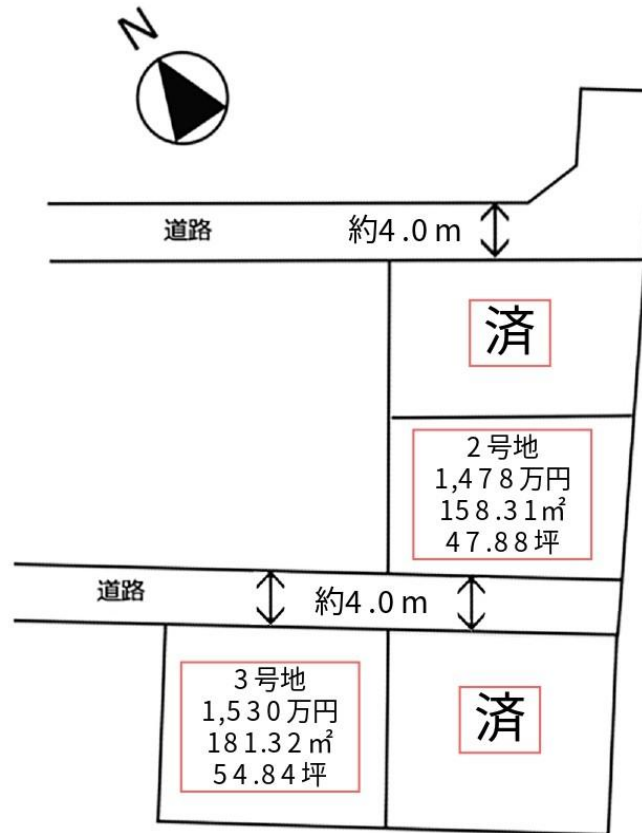 N
道路
約4.0m
済
2号地
1,478万円
158.31㎡
47.88坪
道路
約4.0m
3号地
1,530万円
181.32㎡
54.84坪
済